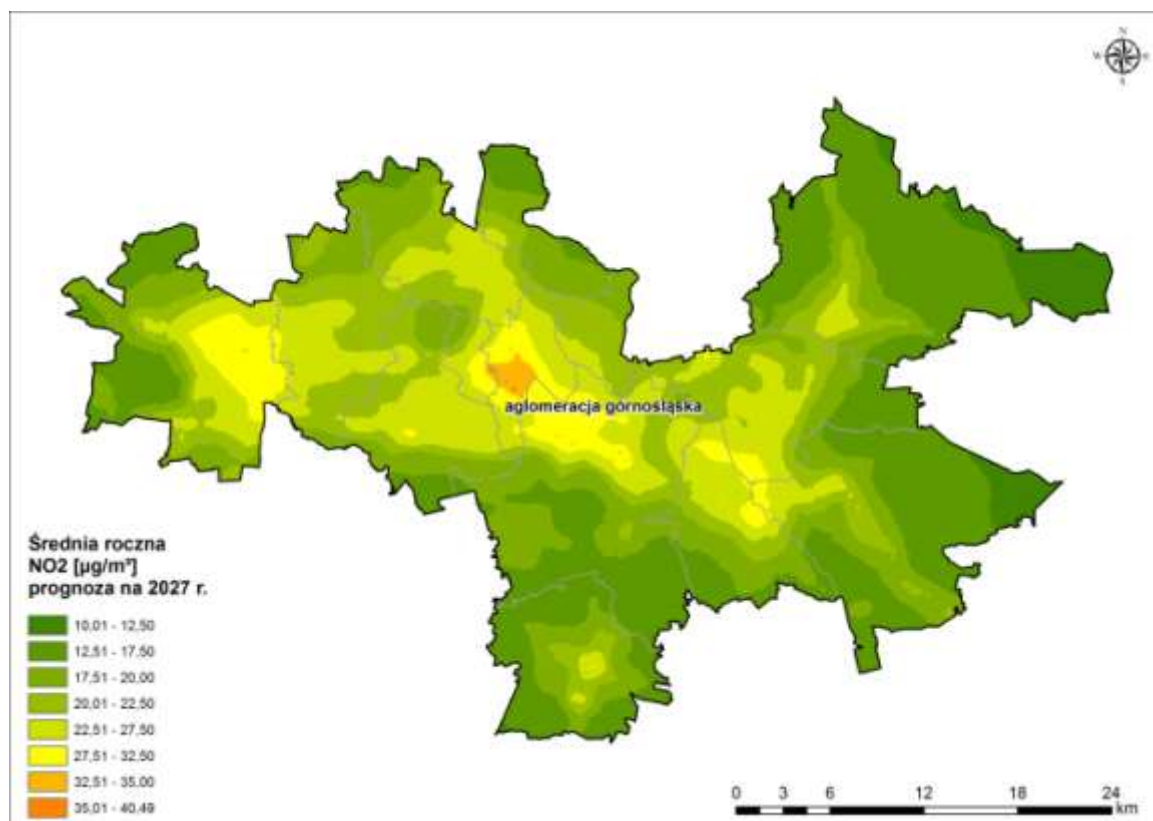 N
W
E
S
aglomeracja górnośląska
Średnia roczna
NO2 [µg/m³]
prognoza na 2027 r.
10,01 - 12,50
12,51 - 17,50
17,51 - 20,00
20,01 - 22,50
22,51 - 27,50
27,51 - 32,50
32,51 - 35,00
35,01 - 40,49
0 3 6 12 18 24
km